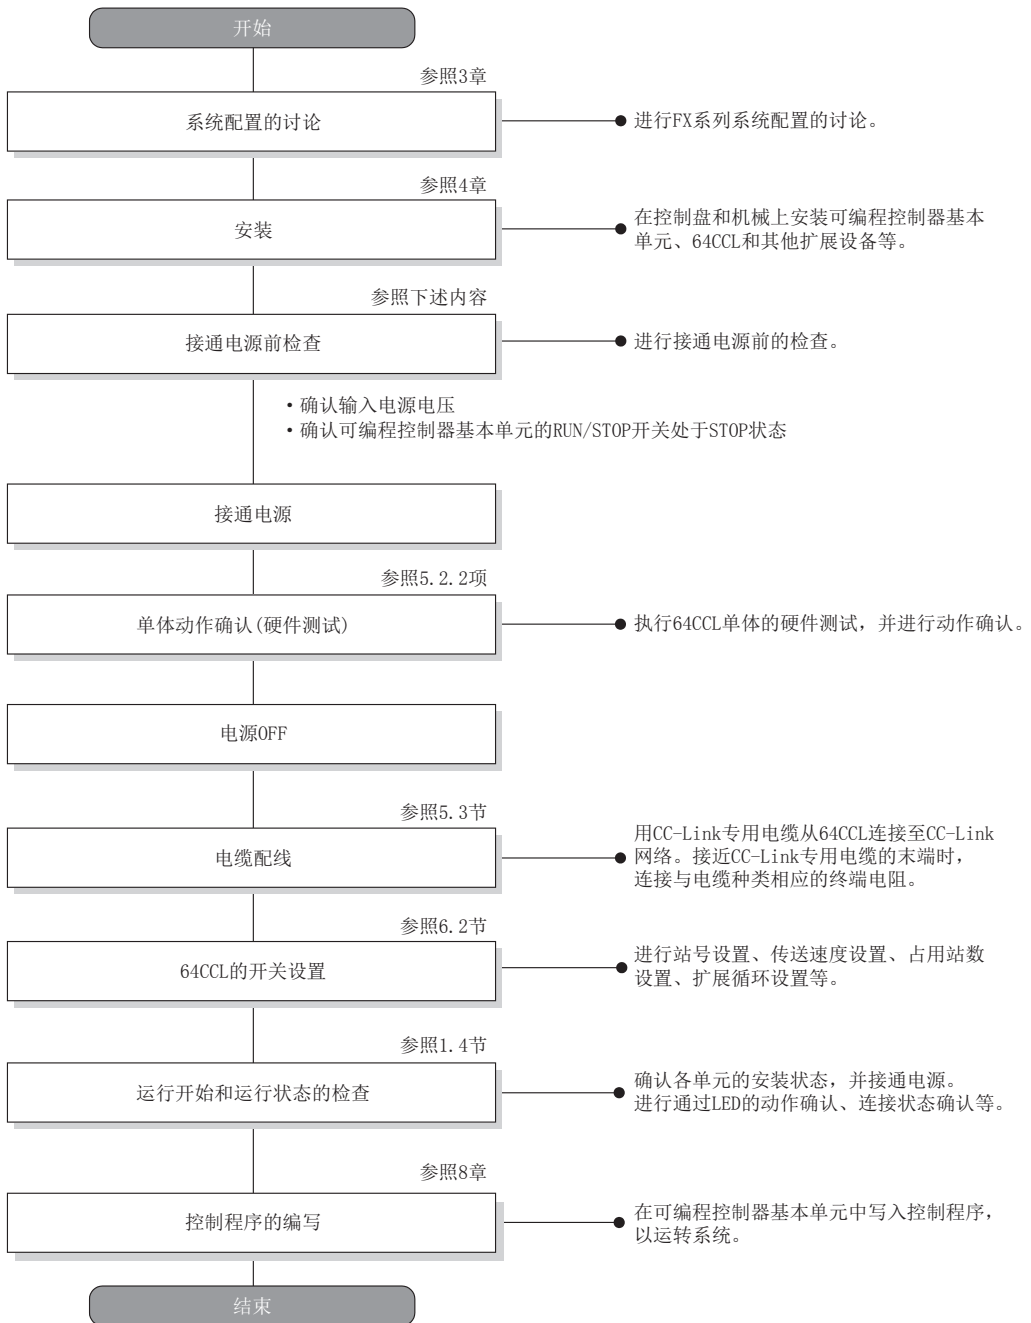 开始
参照3章
系统配置的讨论
进行FX系列系统配置的讨论。
参照4章
安装
在控制盘和机械上安装可编程控制器基本
单元、64CCL和其他扩展设备等。
参照下述内容
接通电源前检查
进行接通电源前的检查。
・确认输入电源电压
・确认可编程控制器基本单元的RUN/STOP开关处于STOP状态
接通电源
参照5.2.2项
单体动作确认(硬件测试)
执行64CCL单体的硬件测试，并进行动作确认。
电源OFF
参照5.3节
电缆配线
用CC-Link专用电缆从64CCL连接至CC-Link
网络。接近CC-Link专用电缆的末端时，
连接与电缆种类相应的终端电阻。
参照6.2节
64CCL的开关设置
进行站号设置、传送速度设置、占用站数
设置、扩展循环设置等。
参照1.4节
运行开始和运行状态的检查
确认各单元的安装状态，并接通电源。
进行通过LED的动作确认、连接状态确认等。
参照8章
控制程序的编写
在可编程控制器基本单元中写入控制程序，
以运转系统。
结束